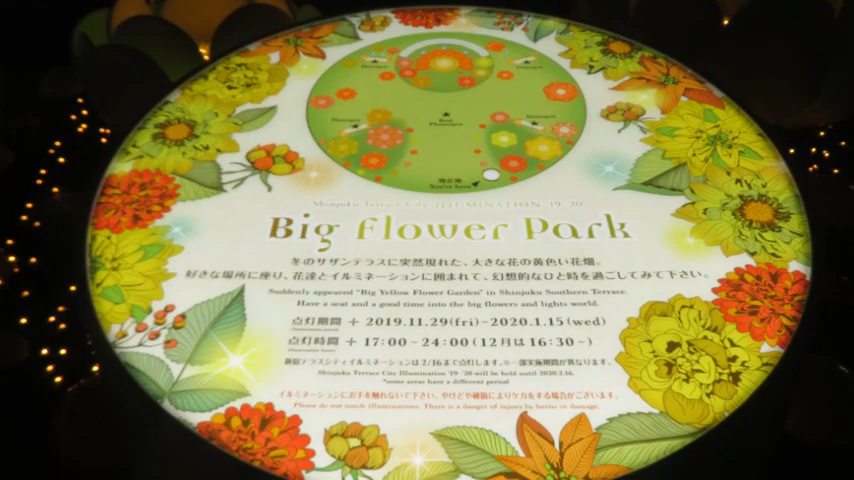 Best
Photospot
現在地
You're here
Shinjuku Terrace City ILLUMINATION '19-'20
Big Flower Park
冬のサザンテラスに突然現れた、大きな花の黄色い花畑。
好きな場所に座り、花達とイルミネーションに囲まれて、幻想的なひと時を過ごしてみて下さい。
Suddenly appeared "Big Yellow Flower Garden" in Shinjuku Southern Terrace.
Have a seat and a good time into the big flowers and lights world.
点灯期間 + 2019.11.29(fri)-2020.1.15(wed)
点灯時間 + 17:00~24:00(12月は16:30~)
新宿テラスシティイルミネーションは2/16まで点灯します。※一部実施期間が異なります。
Shinjuku Terrace City Illumination '19-'20 will be held until 2020.2.16.
*some areas have a different period
イルミネーションにお手を触れないで下さい。やけどや破損によりケガをする場合がございます。
Please do not touch illuminations. There is a danger of injury by burns or damage.